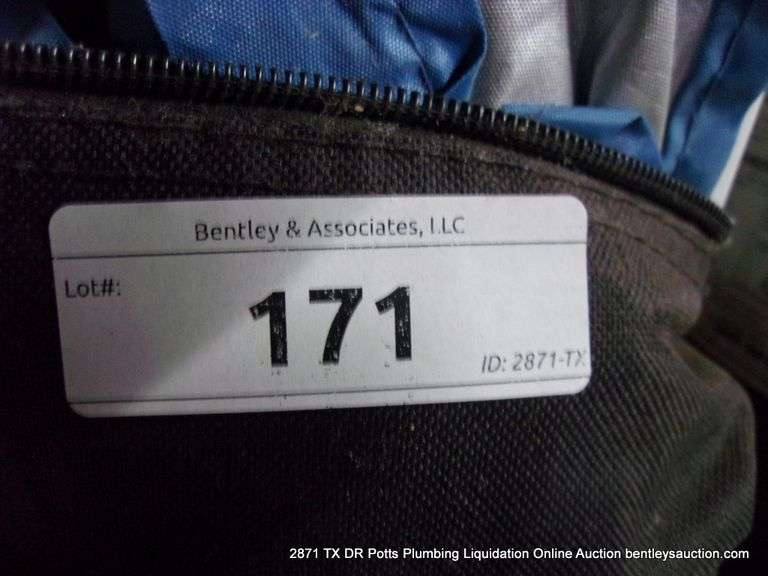 Bentley & Associates, LLC
Lot#:
171
ID: 2871-TX
2871 TX DR Potts Plumbing Liquidation Online Auction bentleysauction.com